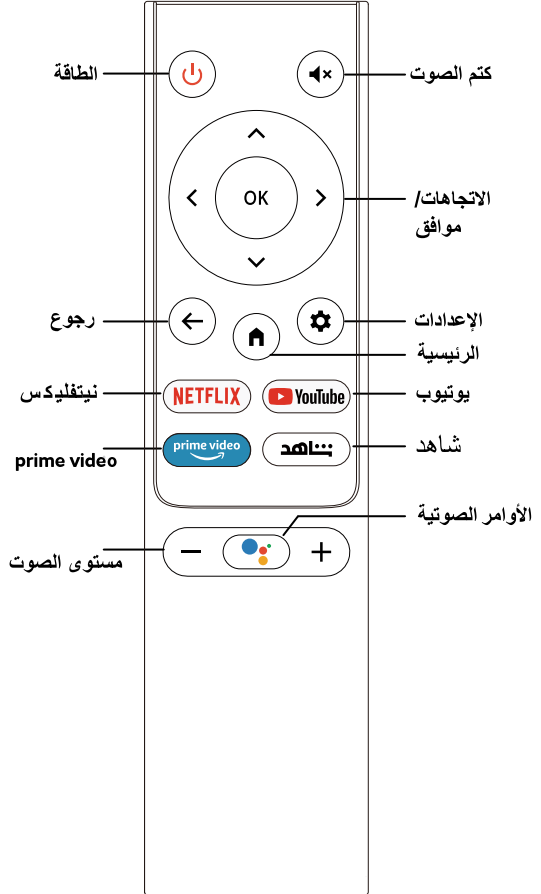 الطاقة
كتم الصوت
OK
الاتجاهات/
موافق
رجوع
الإعدادات
الرئيسية
نيتفليكس
NETFLIX
YouTube
يوتيوب
prime video
prime video
شاهد
شاهد
الأوامر الصوتية
مستوى الصوت